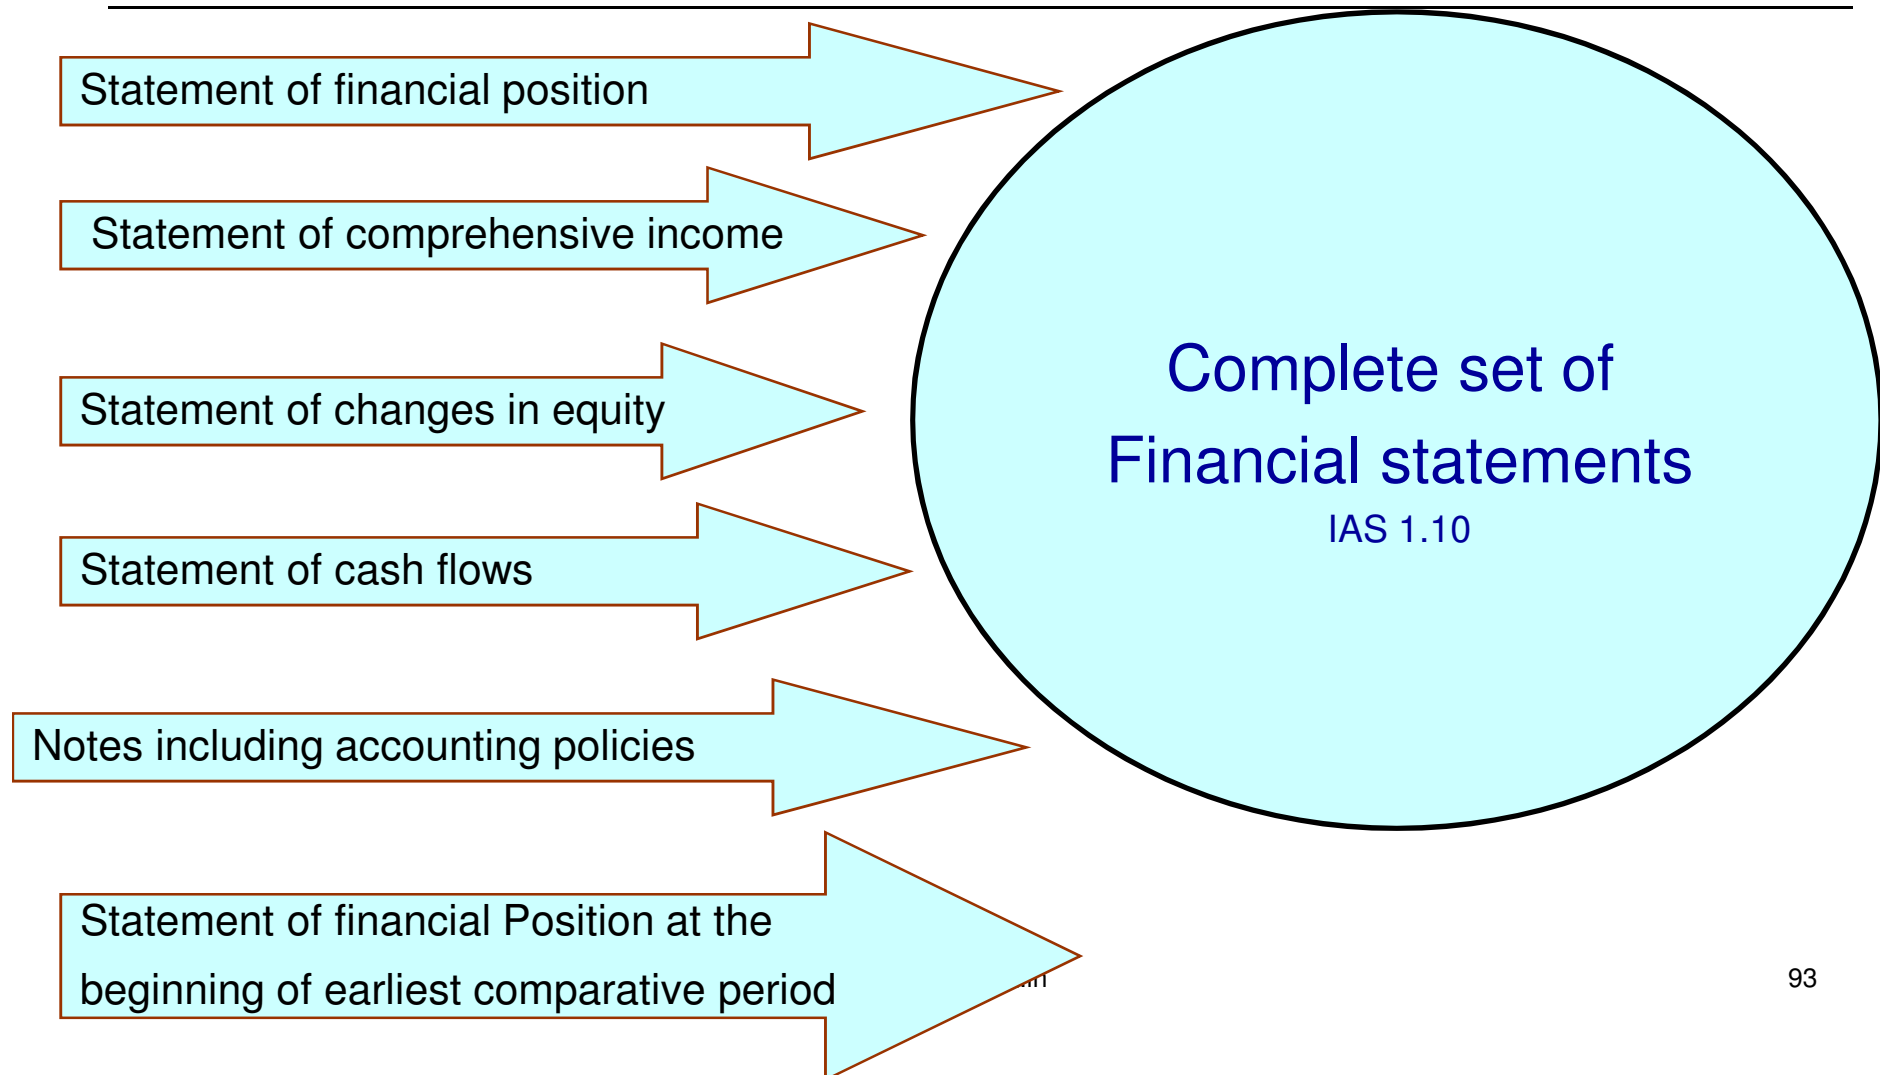 Statement of financial position
Statement of comprehensive income
Statement of changes in equity
Statement of cash flows
Notes including accounting policies
Statement of financial Position at the
beginning of earliest comparative period
Complete set of
Financial statements
IAS 1.10
93